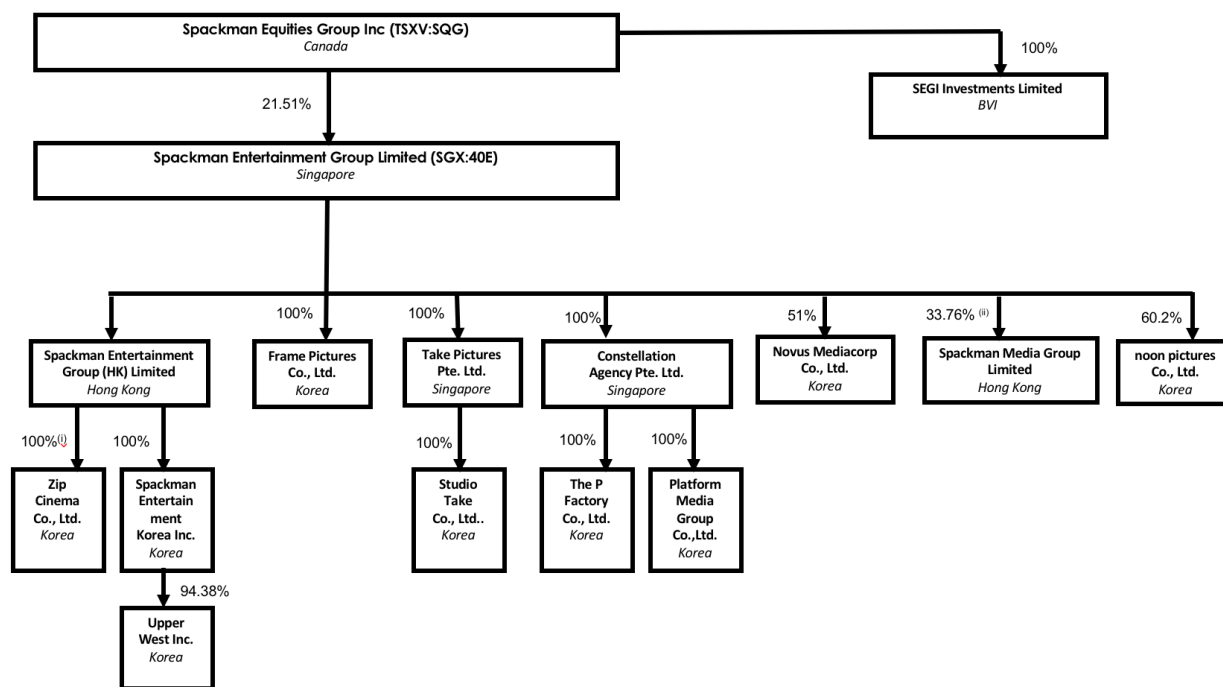 Spackman Equities Group Inc (TSXV:SQG)
Canada
100%
SEGI Investments Limited
BVI
21.51%
Spackman Entertainment Group Limited (SGX:40E)
Singapore
100%
100%
100%
51%
33.76% (ii)
60.2%
Spackman Entertainment
Group (HK) Limited
Hong Kong
Frame Pictures
Co., Ltd.
Korea
Take Pictures
Pte. Ltd.
Singapore
Constellation
Agency Pte. Ltd.
Singapore
Novus Mediacorp
Co., Ltd.
Korea
Spackman Media Group
Limited
Hong Kong
noon pictures
Co., Ltd.
Korea
100%(i)
100%
100%
100%
100%
Zip
Cinema
Co., Ltd.
Korea
Spackman
Entertain
ment
Korea Inc.
Korea
Studio
Take
Co., Ltd..
Korea
The P
Factory
Co., Ltd.
Korea
Platform
Media
Group
Co.,Ltd.
Korea
94.38%
Upper
West Inc.
Korea